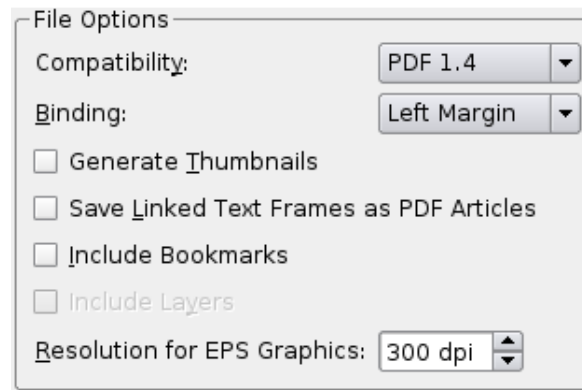 File Options
Compatibility: PDF 1.4
Binding: Left Margin
Generate Thumbnails
Save Linked Text Frames as PDF Articles
Include Bookmarks
Include Layers
Resolution for EPS Graphics: 300 dpi